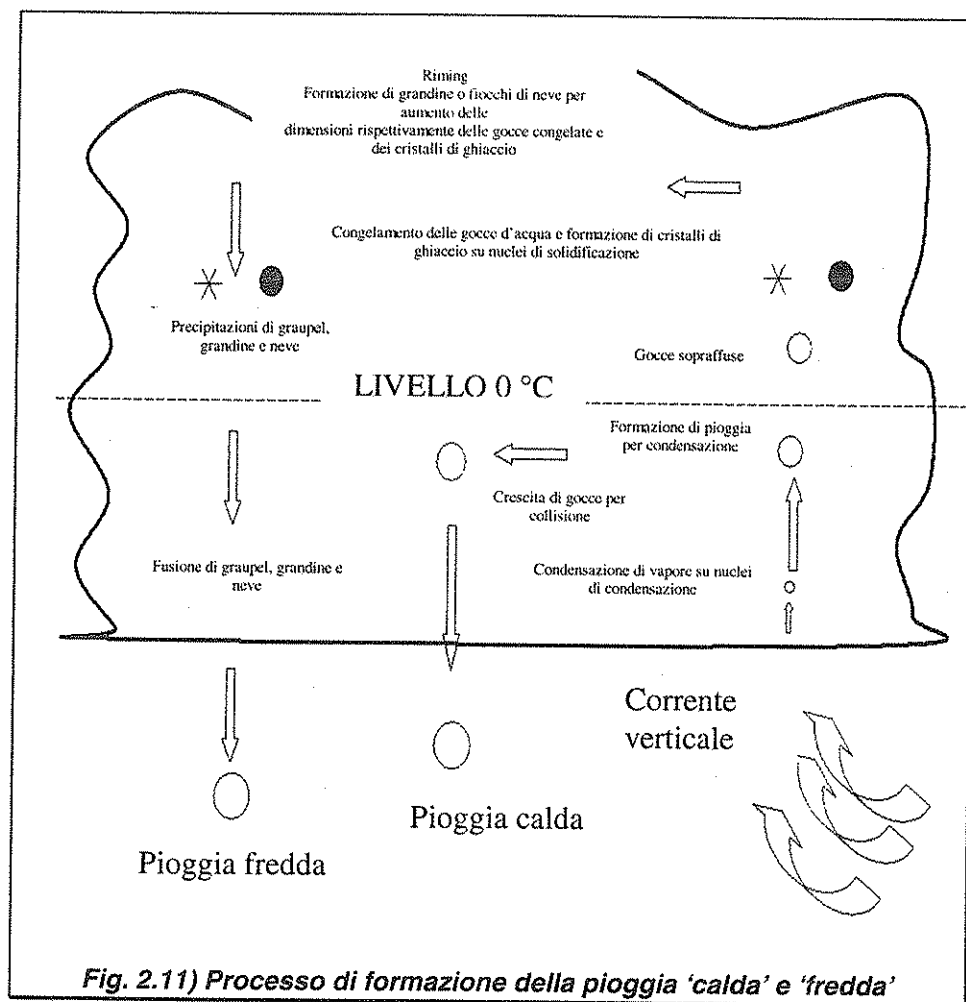 Riming
Formazione di grandine o fiocchi di neve per
aumento delle
dimensioni rispettivamente delle gocce congelate e
dei cristalli di ghiaccio
Congelamento delle gocce d'acqua e formazione di cristalli di
ghiaccio su nuclei di solidificazione
Precipitazioni di graupel,
grandine e neve
Gocce sopraffuse
LIVELLO 0 °C
Formazione di pioggia
per condensazione
Crescita di gocce per
collisione
Fusione di graupel, grandine e
neve
Condensazione di vapore su nuclei
di condensazione
Corrente
verticale
Pioggia calda
Pioggia fredda
Fig. 2.11) Processo di formazione della pioggia 'calda' e 'fredda'